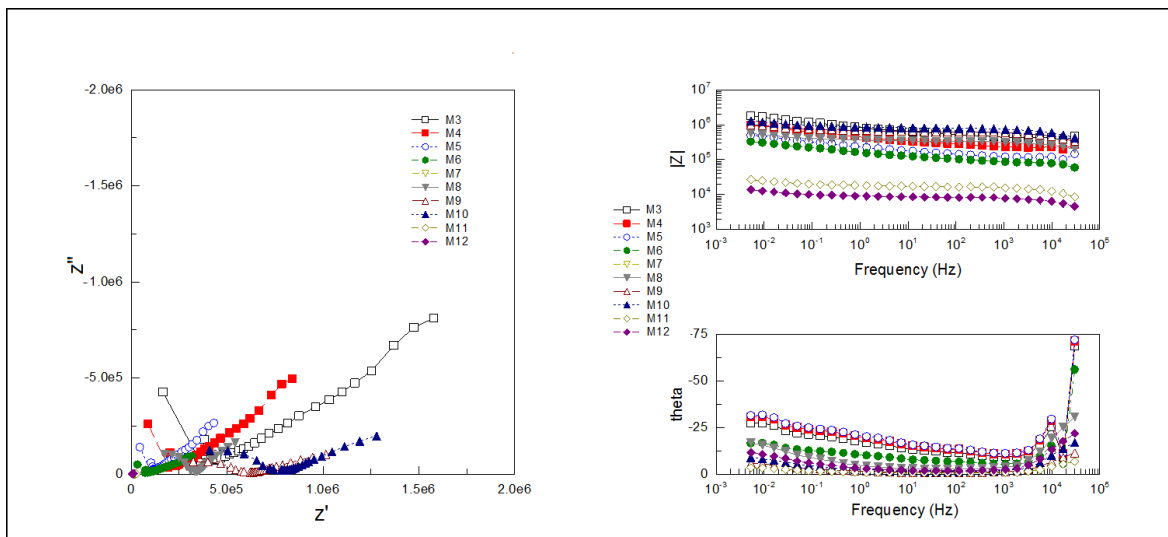 -2.0e6
-1.5e6
-1.0e6
-5.0e5
0
0
5.0e5
1.0e6
1.5e6
2.0e6
z'
z''
M3
M4
M5
M6
M7
M8
M9
M10
M11
M12
10^7
10^6
10^5
10^4
10^3
|Z|
10^-3 10^-2 10^-1 10^0 10^1 10^2 10^3 10^4 10^5
Frequency (Hz)
M3
M4
M5
M6
M7
M8
M9
M10
M11
M12
-75
-50
-25
0
theta
10^-3 10^-2 10^-1 10^0 10^1 10^2 10^3 10^4 10^5
Frequency (Hz)